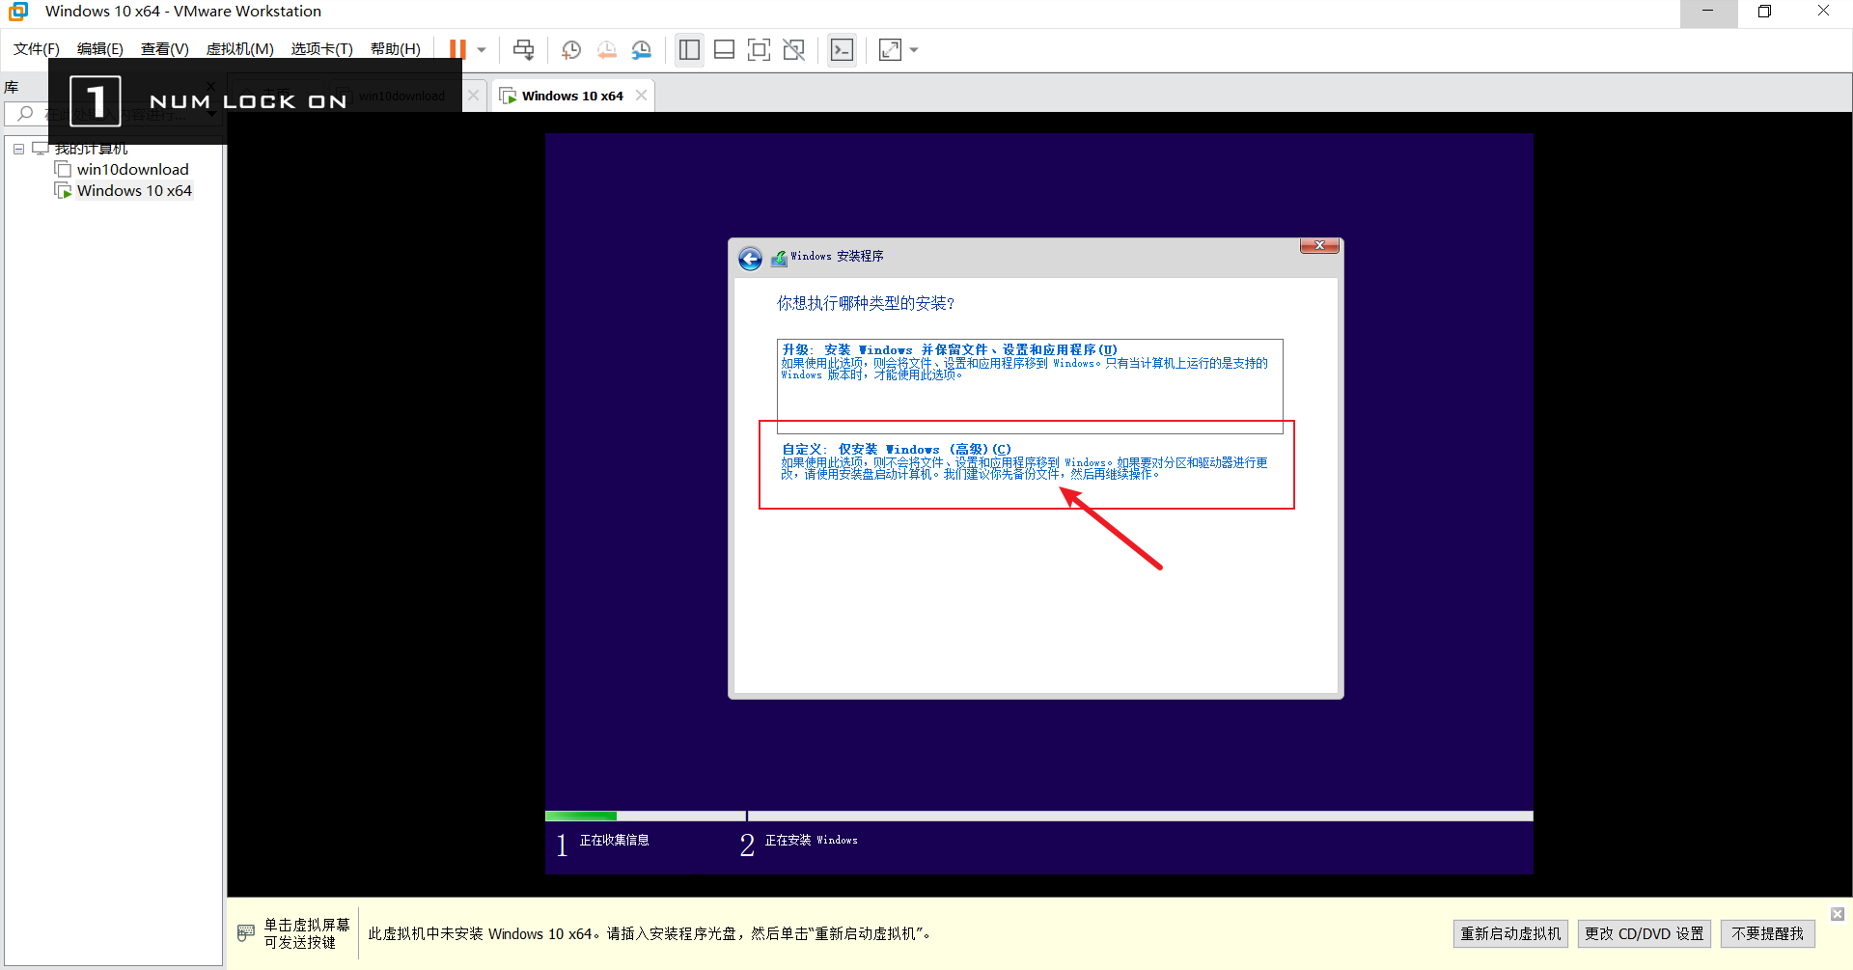 Windows 10 x64 - VMware Workstation
文件(F) 编辑(E) 查看(V) 虚拟机(M) 选项卡(T) 帮助(H)
库
1 NUM LOCK ON
win10download
Windows 10 x64
我的计算机
win10download
Windows 10 x64
Windows 安装程序
你想执行哪种类型的安装?
升级: 安装 Windows 并保留文件、设置和应用程序(U)
如果使用此选项，则会将文件、设置和应用程序移到 Windows。只有当计算机上运行的是支持的
Windows 版本时，才能使用此选项。
自定义: 仅安装 Windows (高级)(C)
如果使用此选项，则不会将文件、设置和应用程序移到 Windows。如果要对分区和驱动器进行更
改，请使用安装盘启动计算机。我们建议你先备份文件，然后再继续操作。
1 正在收集信息 2 正在安装 Windows
单击虚拟屏幕
可发送按键
此虚拟机中未安装 Windows 10 x64。请插入安装程序光盘，然后单击“重新启动虚拟机”。
重新启动虚拟机 更改 CD/DVD 设置 不要提醒我